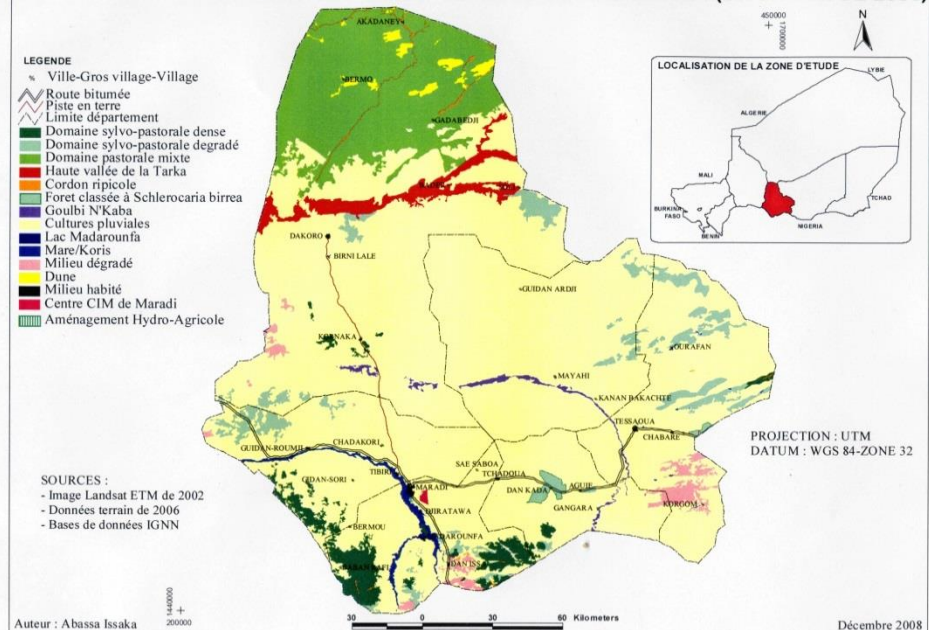 450000
1700000
N
LEGENDE
Ville-Gros village-Village
Route bitumée
Piste en terre
Limite département
Domaine sylvo-pastorale dense
Domaine sylvo-pastorale degradé
Domaine pastorale mixte
Haute vallée de la Tarka
Cordon ripicole
Foret classée à Schlerocaria birrea
Goulbi N'Kaba
Cultures pluviales
Lac Madarounfa
Mare/Koris
Milieu dégradé
Dune
Milieu habité
Centre CIM de Maradi
Aménagement Hydro-Agricole
LOCALISATION DE LA ZONE D'ETUDE
LYBIE
ALGERIE
MALI
TCHAD
BURKINA
FASO
NIGERIA
BENIN
AKADANEY
BERMO
GADABEDJI
DAKORO
BIRNI LALE
GUIDAN ARDJI
KORNAKA
OURAFAN
MAYAHI
KANAN BAKACHTE
TESSAOUA
CHABARE
GUIDAN-ROUMJI
CHADAKORI
TIBIRI
SAE SABOA
TCHADOUA
GIDAN-SORI
MARADI
DAN KADA
AGUIE
DJIRATAWA
GANGARA
KORGOM
BERMOU
DAROUNFA
DAN ISSA
PROJECTION : UTM
DATUM : WGS 84-ZONE 32
SOURCES :
- Image Landsat ETM de 2002
- Données terrain de 2006
- Bases de données IGNN
1440000
200000
30 0 30 60 Kilometers
Auteur : Abassa Issaka
Décembre 2008